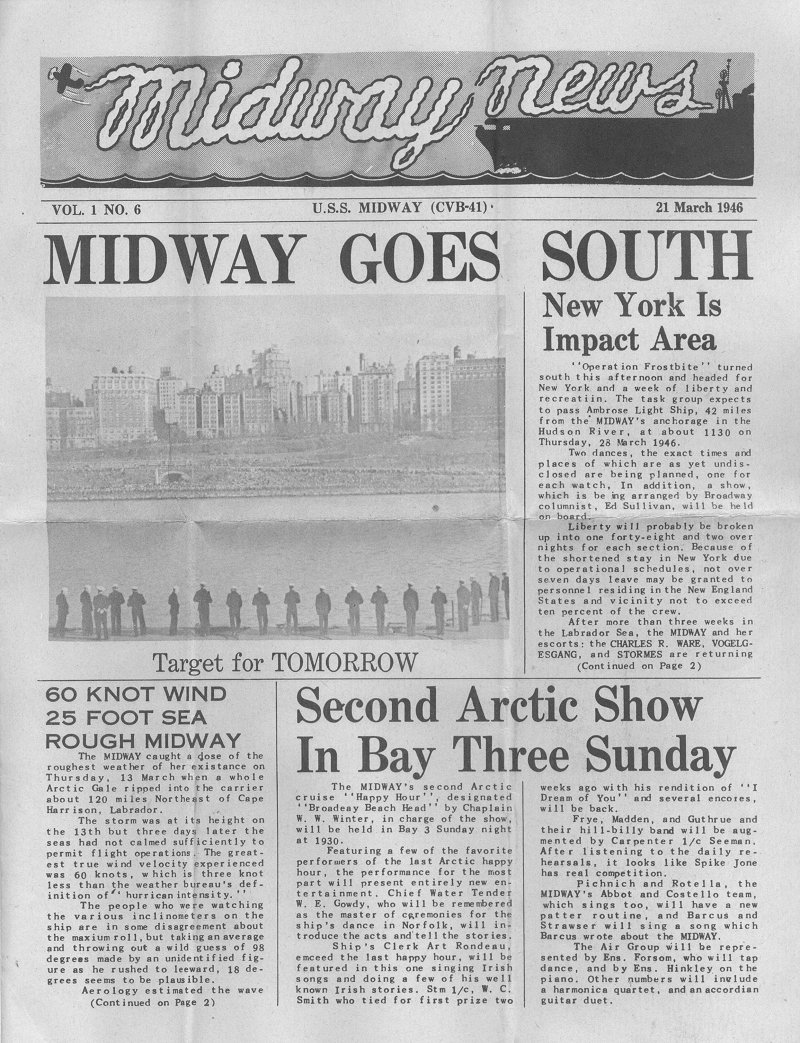 Midway News
VOL. 1 NO. 6
U.S.S. MIDWAY (CVB-41)
21 March 1946
MIDWAY GOES SOUTH
Target for TOMORROW
New York Is
Impact Area
''Operation Frostbite'' turned
south this afternoon and headed for
New York and a week of liberty and
recreatiin. The task group expects
to pass Ambrose Light Ship, 42 miles
from the MIDWAY's anchorage in the
Hudson River, at about 1130 on
Thursday, 28 March 1946.
Two dances, the exact times and
places of which are as yet undis-
closed are being planned, one for
each watch, In addition, a show,
which is be ing arranged by Broadway
columnist, Ed Sullivan, will be held
on board.
Liberty will probably be broken
up into one forty-eight and two over
nights for each section. Because of
the shortened stay in New York due
to operational schedules, not over
seven days leave may be granted to
personnel residing in the New England
States and vicinity not to exceed
ten percent of the crew.
After more than three weeks in
the Labrador Sea, the MIDWAY and her
escorts: the CHARLES R. WARE, VOGELG-
ESGANG, and STORMES are returning
(Continued on Page 2)
60 KNOT WIND
25 FOOT SEA
ROUGH MIDWAY
The MIDWAY caught a dose of the
roughest weather of her existance on
Thursday, 13 March when a whole
Arctic Gale ripped into the carrier
about 120 miles Northeast of Cape
Harrison, Labrador.
The storm was at its height on
the 13th but three days later the
seas had not calmed sufficiently to
permit flight operations. The great-
est true wind velocity experienced
was 60 knots, which is three knot
less than the weather bureau's def-
inition of ''hurrican intensity.''
The people who were watching
the various inclinometers on the
ship are in some disagreement about
the maxium roll, but taking an average
and throwing out a wild guess of 98
degrees made by an unidentified fig-
ure as he rushed to leeward, 18 de-
grees seems to be plausible.
Aerology estimated the wave
(Continued on Page 2)
Second Arctic Show
In Bay Three Sunday
The MIDWAY's second Arctic
cruise ''Happy Hour'', designated
''Broadeay Beach Head'' by Chaplain
W. W. Winter, in charge of the show,
will be held in Bay 3 Sunday night
at 1930.
Featuring a few of the favorite
performers of the last Arctic happy
hour, the performance for the most
part will present entirely new en-
tertainment. Chief Water Tender
W. E. Gowdy, who will be remembered
as the master of ceremonies for the
ship's dance in Norfolk, will in-
troduce the acts and tell the stories.
Ship's Clerk Art Rondeau,
emceed the last happy hour, will be
featured in this one singing Irish
songs and doing a few of his well
known Irish stories. Stm 1/c, W. C.
Smith who tied for first prize two
weeks ago with his rendition of ''I
Dream of You'' and several encores,
will be back.
Frye, Madden, and Guthrue and
their hill-billy band will be aug-
mented by Carpenter 1/c Seeman.
After listening to the daily re-
hearsals, it looks like Spike Jone
has real competition.
Pichnich and Rotella, the
MIDWAY's Abbot and Costello team,
which sings too, will have a new
patter routine, and Barcus and
Strawser will sing a song which
Barcus wrote about the MIDWAY.
The Air Group will be repre-
sented by Ens. Forsom, who will tap
dance, and by Ens. Hinkley on the
piano. Other numbers will invlude
a harmonica quartet, and an accordian
guitar duet.